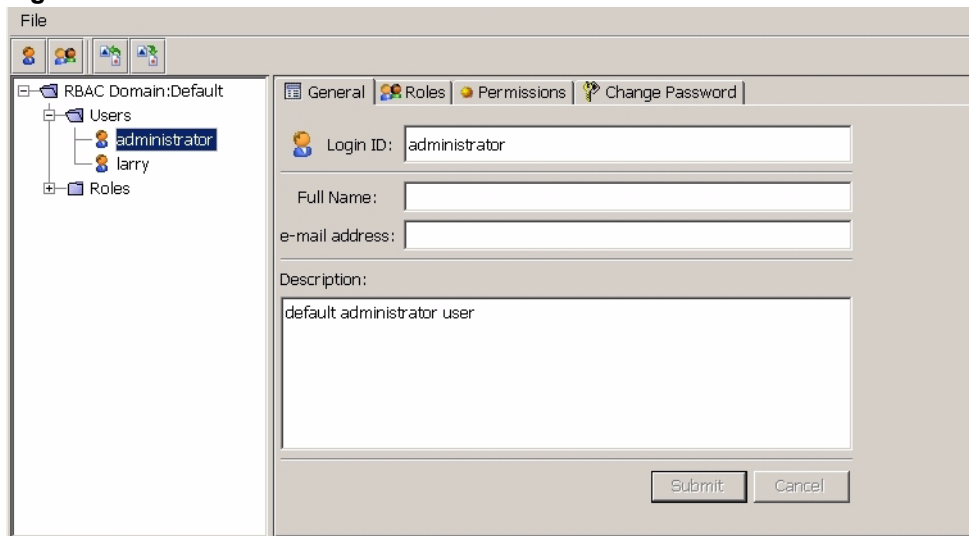 File
RBAC Domain:Default
Users
administrator
larry
Roles
General Roles Permissions Change Password
Login ID: administrator
Full Name:
e-mail address:
Description:
default administrator user
Submit Cancel